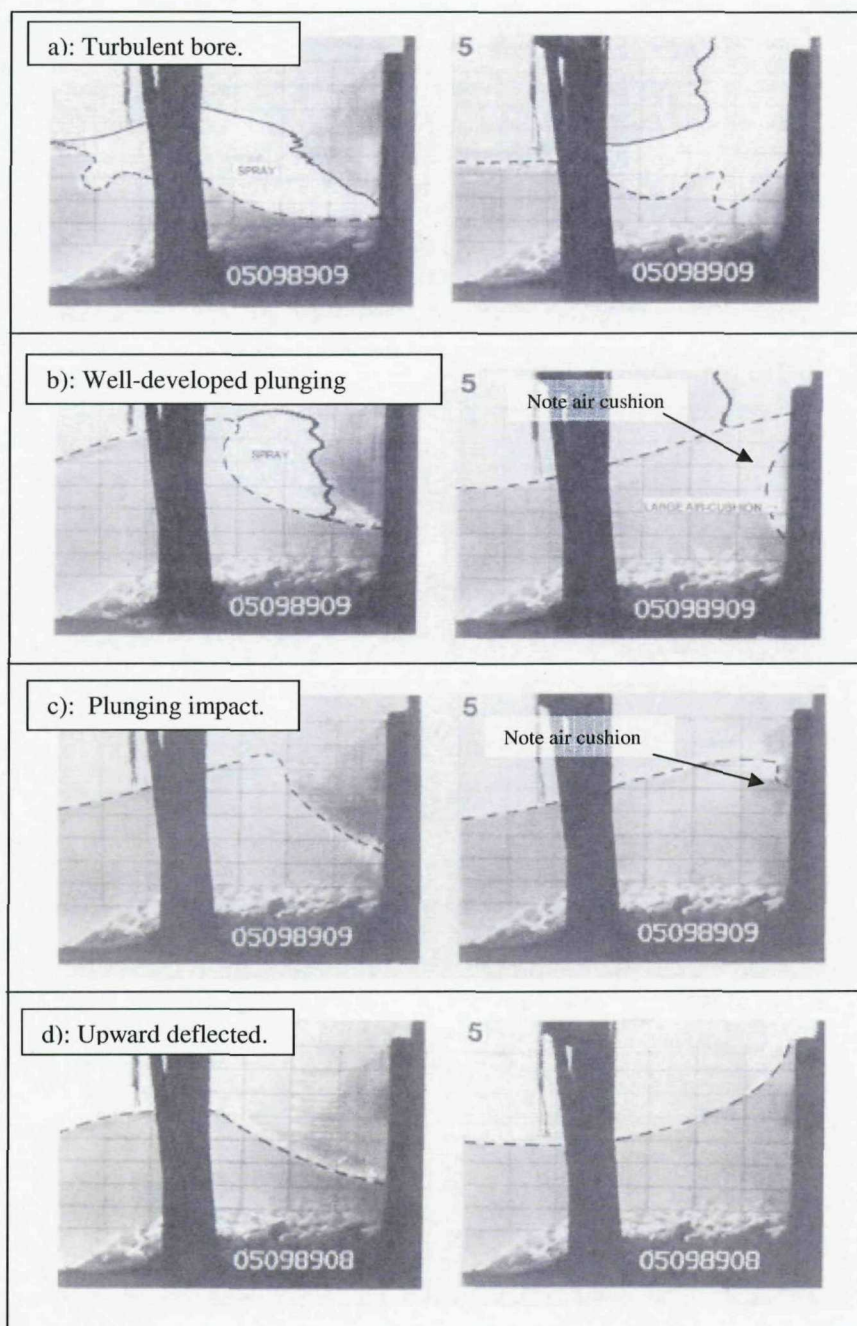 a): Turbulent bore.
5
SPRAY
05098909
05098909
b): Well-developed plunging
5
Note air cushion
SPRAY
LARGE AIR-CUSHION
05098909
05098909
c): Plunging impact.
5
Note air cushion
05098909
05098909
d): Upward deflected.
5
05098908
05098908